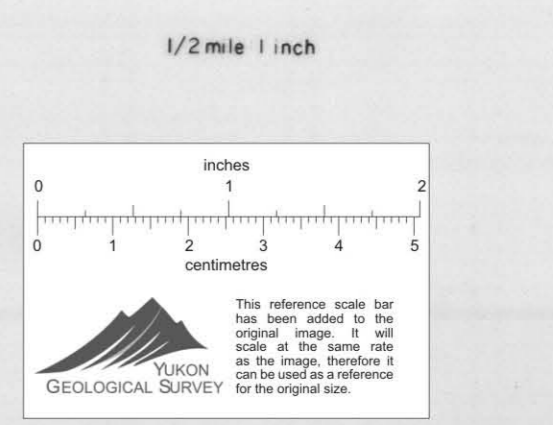 1/2 mile 1 inch
inches
0 1 2
0 1 2 3 4 5
centimetres
This reference scale bar
has been added to the
original image. It will
scale at the same rate
as the image, therefore it
can be used as a reference
for the original size.
YUKON
GEOLOGICAL SURVEY